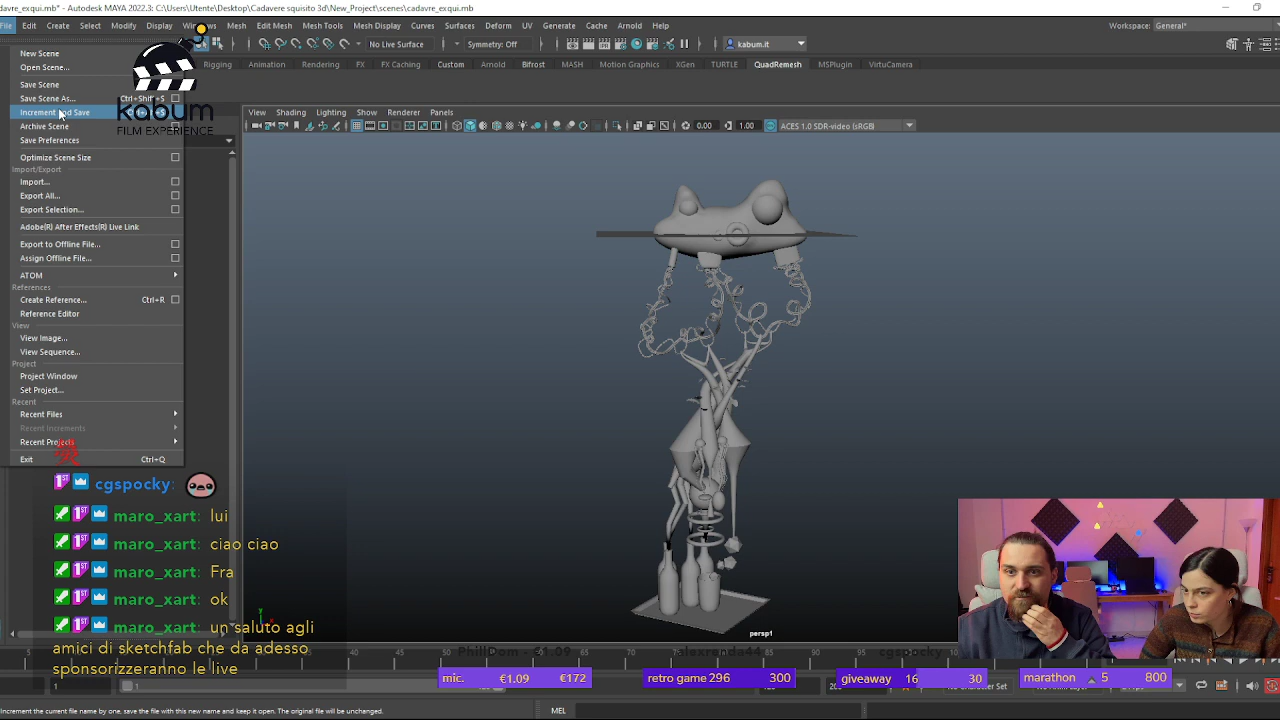 davre_exqui.mb* - Autodesk MAYA 2022.3: C:\Users\Utente\Desktop\Cadavere squisito 3d\New_Project\scenes\cadavre_exqui.mb
File Edit Create Select Modify Display Windows Mesh Edit Mesh Mesh Tools Mesh Display Curves Surfaces Deform UV Generate Cache Arnold Help
Workspace: General*
No Live Surface Symmetry: Off kabum.it
Rigging Animation Rendering FX FX Caching Custom Arnold Bifrost MASH Motion Graphics XGen TURTLE QuadRemesh MSPlugin VirtuCamera
New Scene
Open Scene...
Save Scene
Save Scene As...
Increment and Save
Archive Scene
Save Preferences
Optimize Scene Size
Import/Export
Import...
Export All...
Export Selection...
Adobe(R) After Effects(R) Live Link
Export to Offline File...
Assign Offline File...
ATOM
References
Create Reference... Ctrl+R
Reference Editor
View
View Image...
View Sequence...
Project
Project Window
Set Project...
Recent
Recent Files
Recent Increments
Recent Projects
Exit Ctrl+Q
kabum
FILM EXPERIENCE
View Shading Lighting Show Renderer Panels
0.00 1.00 ACES 1.0 SDR-video (sRGB)
cgspocky:
maro_xart: lui
maro_xart: ciao ciao
maro_xart: Fra
maro_xart: ok
maro_xart: un saluto agli
amici di sketchfab che da adesso
sponsorizzeranno le live
persp1
mic. €1.09 €172
retro game 296 300
giveaway 16 30
marathon 5 800
Increment the current file name by one, save the file with this new name and keep it open. The original file will be unchanged.
MEL